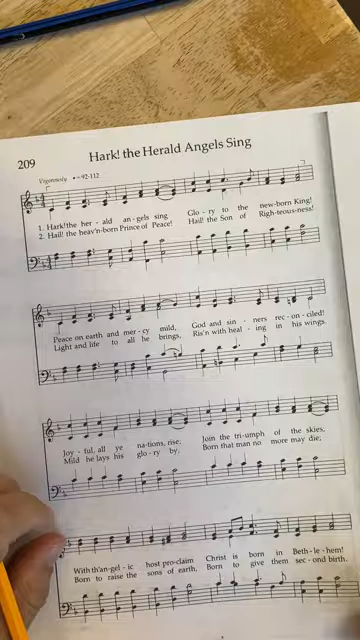 209
Hark! the Herald Angels Sing
Vigorously ♩ = 92-112
1. Hark! the her - ald an - gels sing Glo - ry to the new-born King!
2. Hail! the heav'n-born Prince of Peace! Hail! the Son of Right-teous-ness!
Peace on earth and mer - cy mild, God and sin - ners rec - on - ciled!
Light and life to all he brings, Ris'n with heal - ing in his wings.
Joy - ful, all ye na - tions, rise; Join the tri - umph of the skies;
Mild he lays his glo - ry by, Born that man no more may die;
With th'an-gel - ic host pro-claim Christ is born in Beth - le - hem!
Born to raise the sons of earth, Born to give them sec - ond birth.